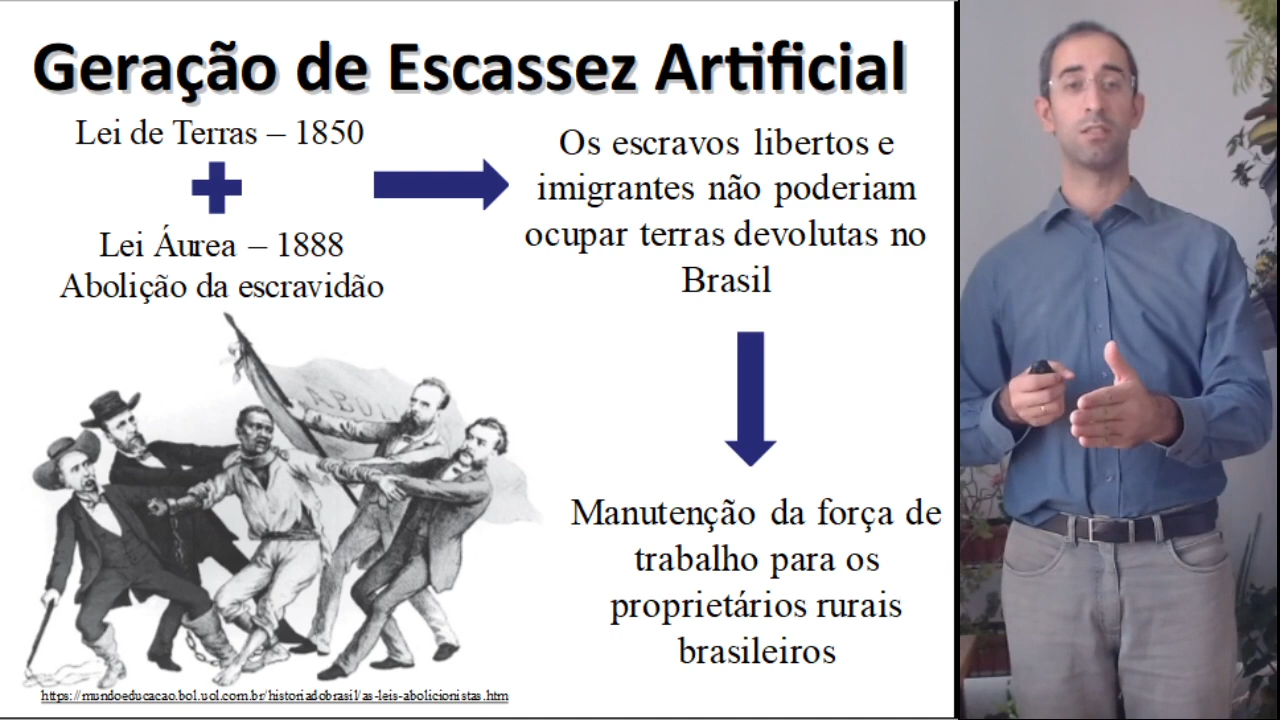 Geração de Escassez Artificial
Lei de Terras – 1850
Lei Áurea – 1888
Abolição da escravidão
Os escravos libertos e
imigrantes não poderiam
ocupar terras devolutas no
Brasil
Manutenção da força de
trabalho para os
proprietários rurais
brasileiros
ABOLI
https://mundoeducacao.bol.uol.com.br/historiadobrasil/as-leis-abolicionistas.htm